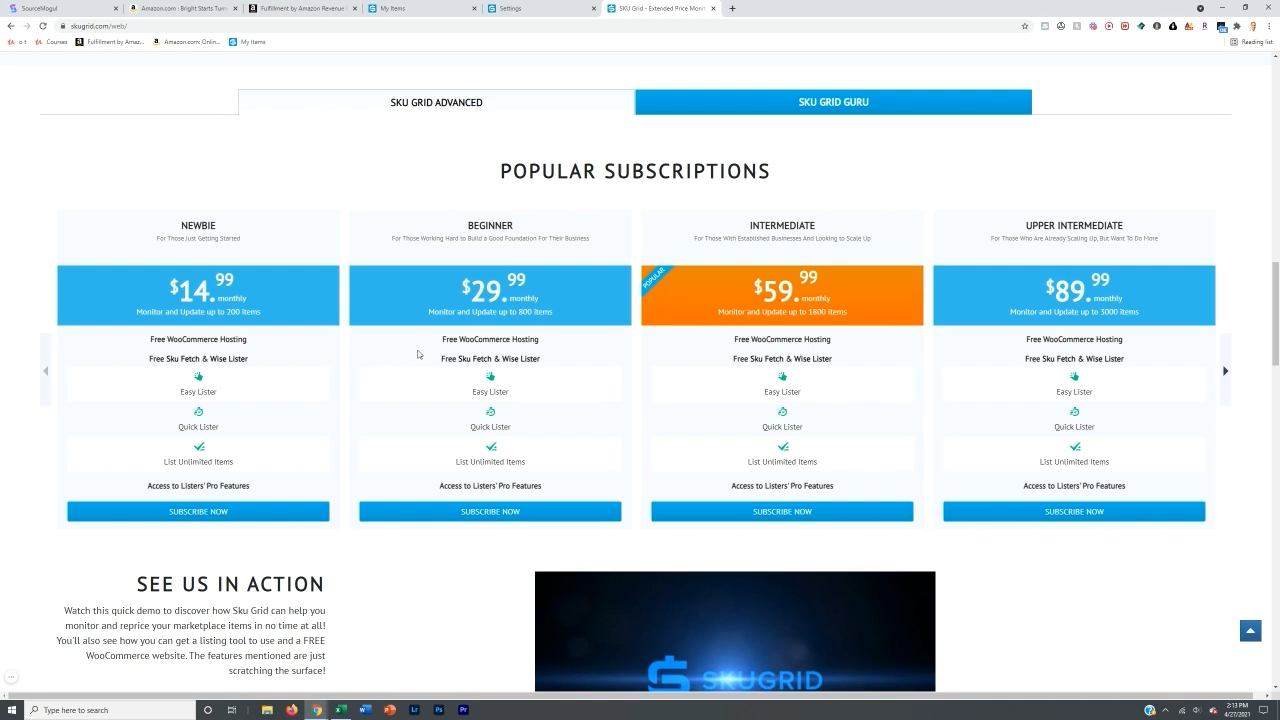 SourceMogul
Amazon.com : Bright Starts Turn
Fulfillment by Amazon Revenue
My Items
Settings
SKU Grid - Extended Price Moni
skugrid.com/web/
Courses
Fulfillment by Amaz...
Amazon.com: Onlin...
My Items
Reading list
SKU GRID ADVANCED
SKU GRID GURU
POPULAR SUBSCRIPTIONS
NEWBIE
For Those Just Getting Started
$14.99 monthly
Monitor and Update up to 200 items
Free WooCommerce Hosting
Free Sku Fetch & Wise Lister
Easy Lister
Quick Lister
List Unlimited Items
Access to Listers' Pro Features
SUBSCRIBE NOW
BEGINNER
For Those Working Hard to Build a Good Foundation For Their Business
$29.99 monthly
Monitor and Update up to 800 items
Free WooCommerce Hosting
Free Sku Fetch & Wise Lister
Easy Lister
Quick Lister
List Unlimited Items
Access to Listers' Pro Features
SUBSCRIBE NOW
INTERMEDIATE
For Those With Established Businesses And Looking to Scale Up
POPULAR
$59.99 monthly
Monitor and Update up to 1800 items
Free WooCommerce Hosting
Free Sku Fetch & Wise Lister
Easy Lister
Quick Lister
List Unlimited Items
Access to Listers' Pro Features
SUBSCRIBE NOW
UPPER INTERMEDIATE
For Those Who Are Already Scaling Up, But Want To Do More
$89.99 monthly
Monitor and Update up to 3000 items
Free WooCommerce Hosting
Free Sku Fetch & Wise Lister
Easy Lister
Quick Lister
List Unlimited Items
Access to Listers' Pro Features
SUBSCRIBE NOW
SEE US IN ACTION
Watch this quick demo to discover how Sku Grid can help you
monitor and reprice your marketplace items in no time at all!
You'll also see how you can get a listing tool to use and a FREE
WooCommerce website. The features mentioned are just
scratching the surface!
SKUGRID
Type here to search
2:13 PM
4/27/2021